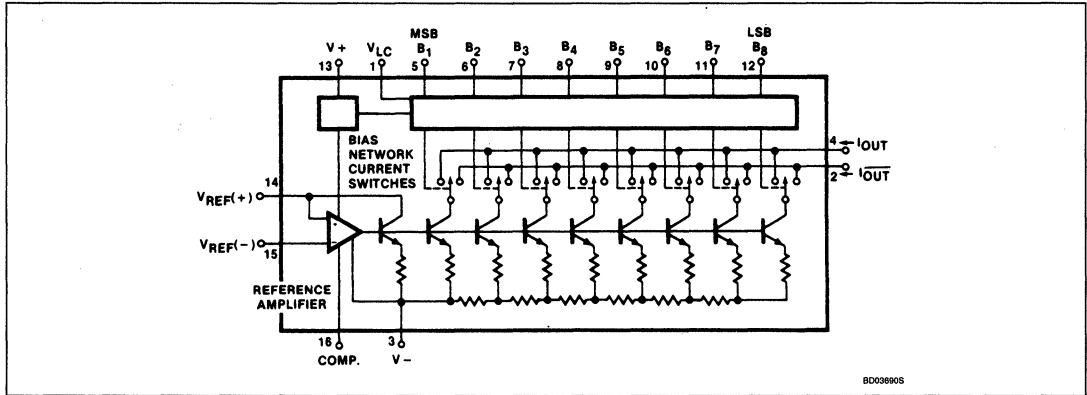 MSB
LSB
V+
VLC
B1
B2
B3
B4
B5
B6
B7
B8
13
1
5
6
7
8
9
10
11
12
BIAS
NETWORK
CURRENT
SWITCHES
4
IOUT
2
IOUT
14
VREF(+)
+
VREF(−)
−
15
REFERENCE
AMPLIFIER
16
COMP.
3
V−
BD03690S